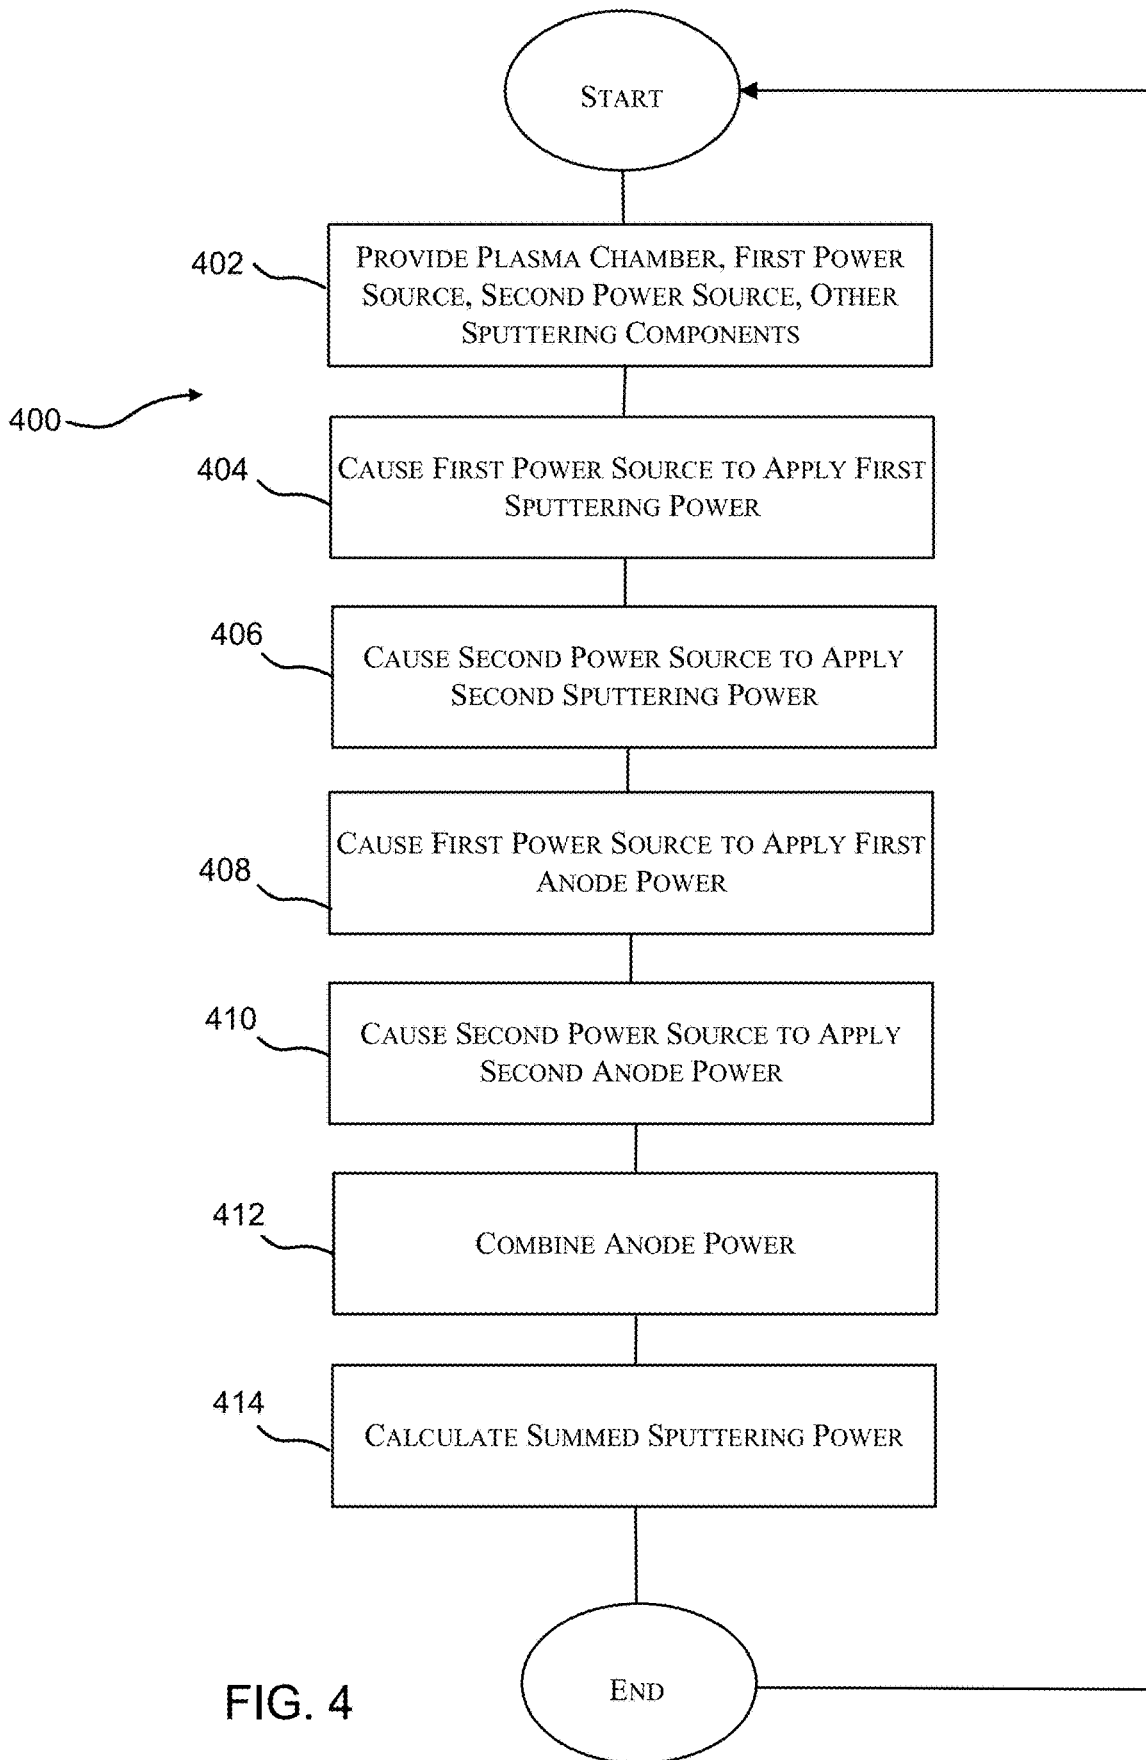 START
402
PROVIDE PLASMA CHAMBER, FIRST POWER
SOURCE, SECOND POWER SOURCE, OTHER
SPUTTERING COMPONENTS
400
404
CAUSE FIRST POWER SOURCE TO APPLY FIRST
SPUTTERING POWER
406
CAUSE SECOND POWER SOURCE TO APPLY
SECOND SPUTTERING POWER
408
CAUSE FIRST POWER SOURCE TO APPLY FIRST
ANODE POWER
410
CAUSE SECOND POWER SOURCE TO APPLY
SECOND ANODE POWER
412
COMBINE ANODE POWER
414
CALCULATE SUMMED SPUTTERING POWER
END
FIG. 4